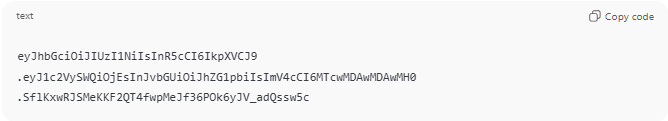 text
Copy code
eyJhbGciOiJIUzI1NiIsInR5cCI6IkpXVCJ9
.eyJ1c2VySWQiOjEsInJvbGUiOiJhZG1pbiIsImV4cCI6MTcwMDAwMDAwMH0
.SflKxwRJSMeKKF2QT4fwpMeJf36POk6yJV_adQssw5c